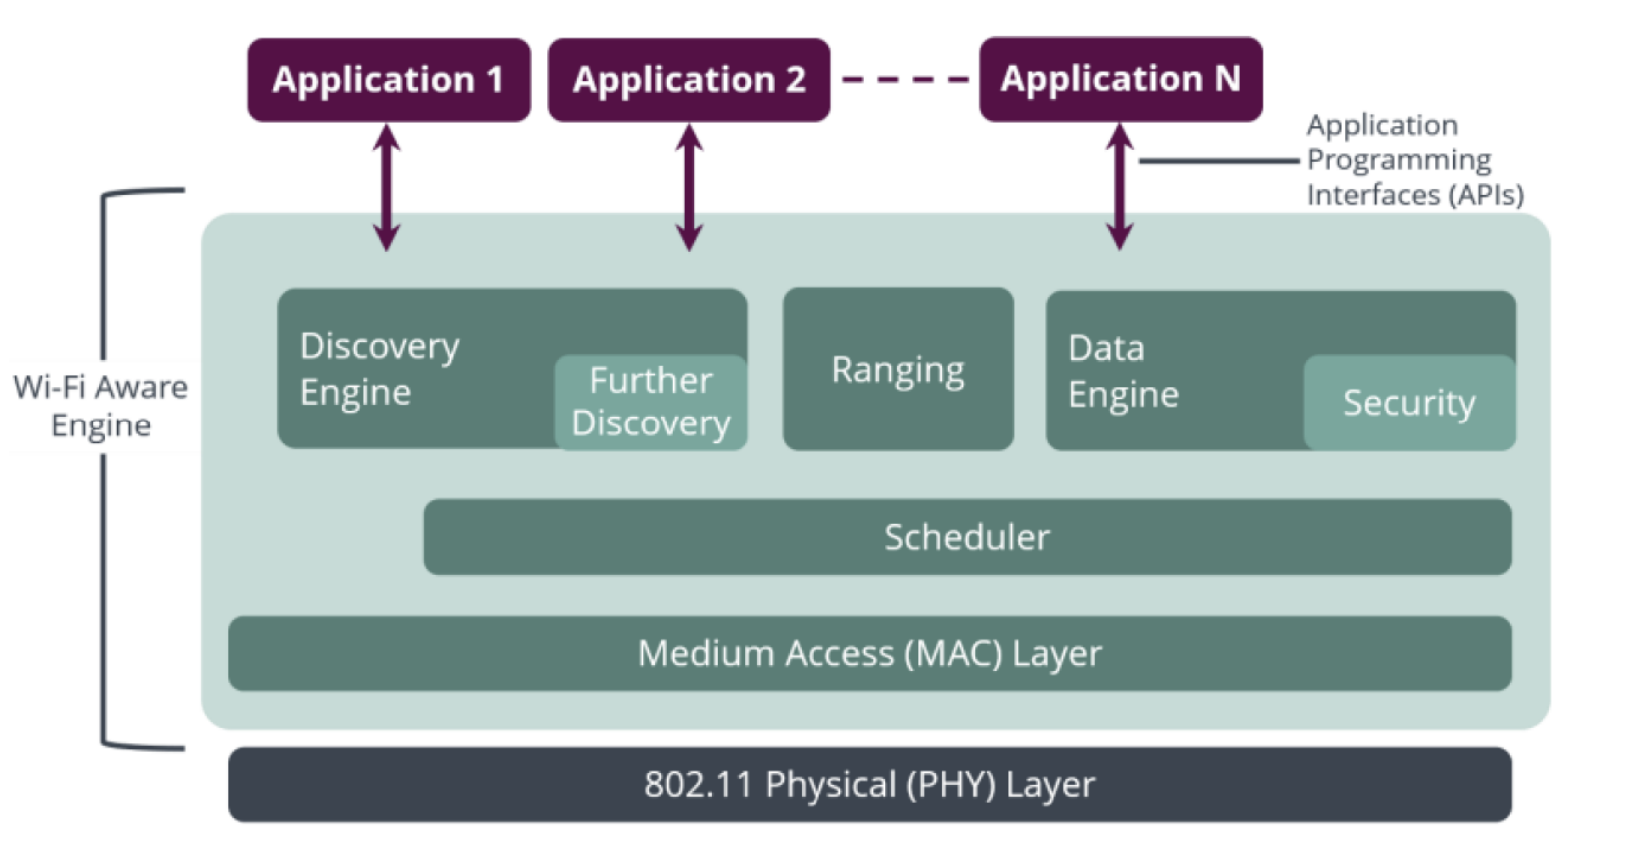 Application 1
Application 2
Application N
Application
Programming
Interfaces (APIs)
Wi-Fi Aware
Engine
Discovery
Engine
Further
Discovery
Ranging
Data
Engine
Security
Scheduler
Medium Access (MAC) Layer
802.11 Physical (PHY) Layer